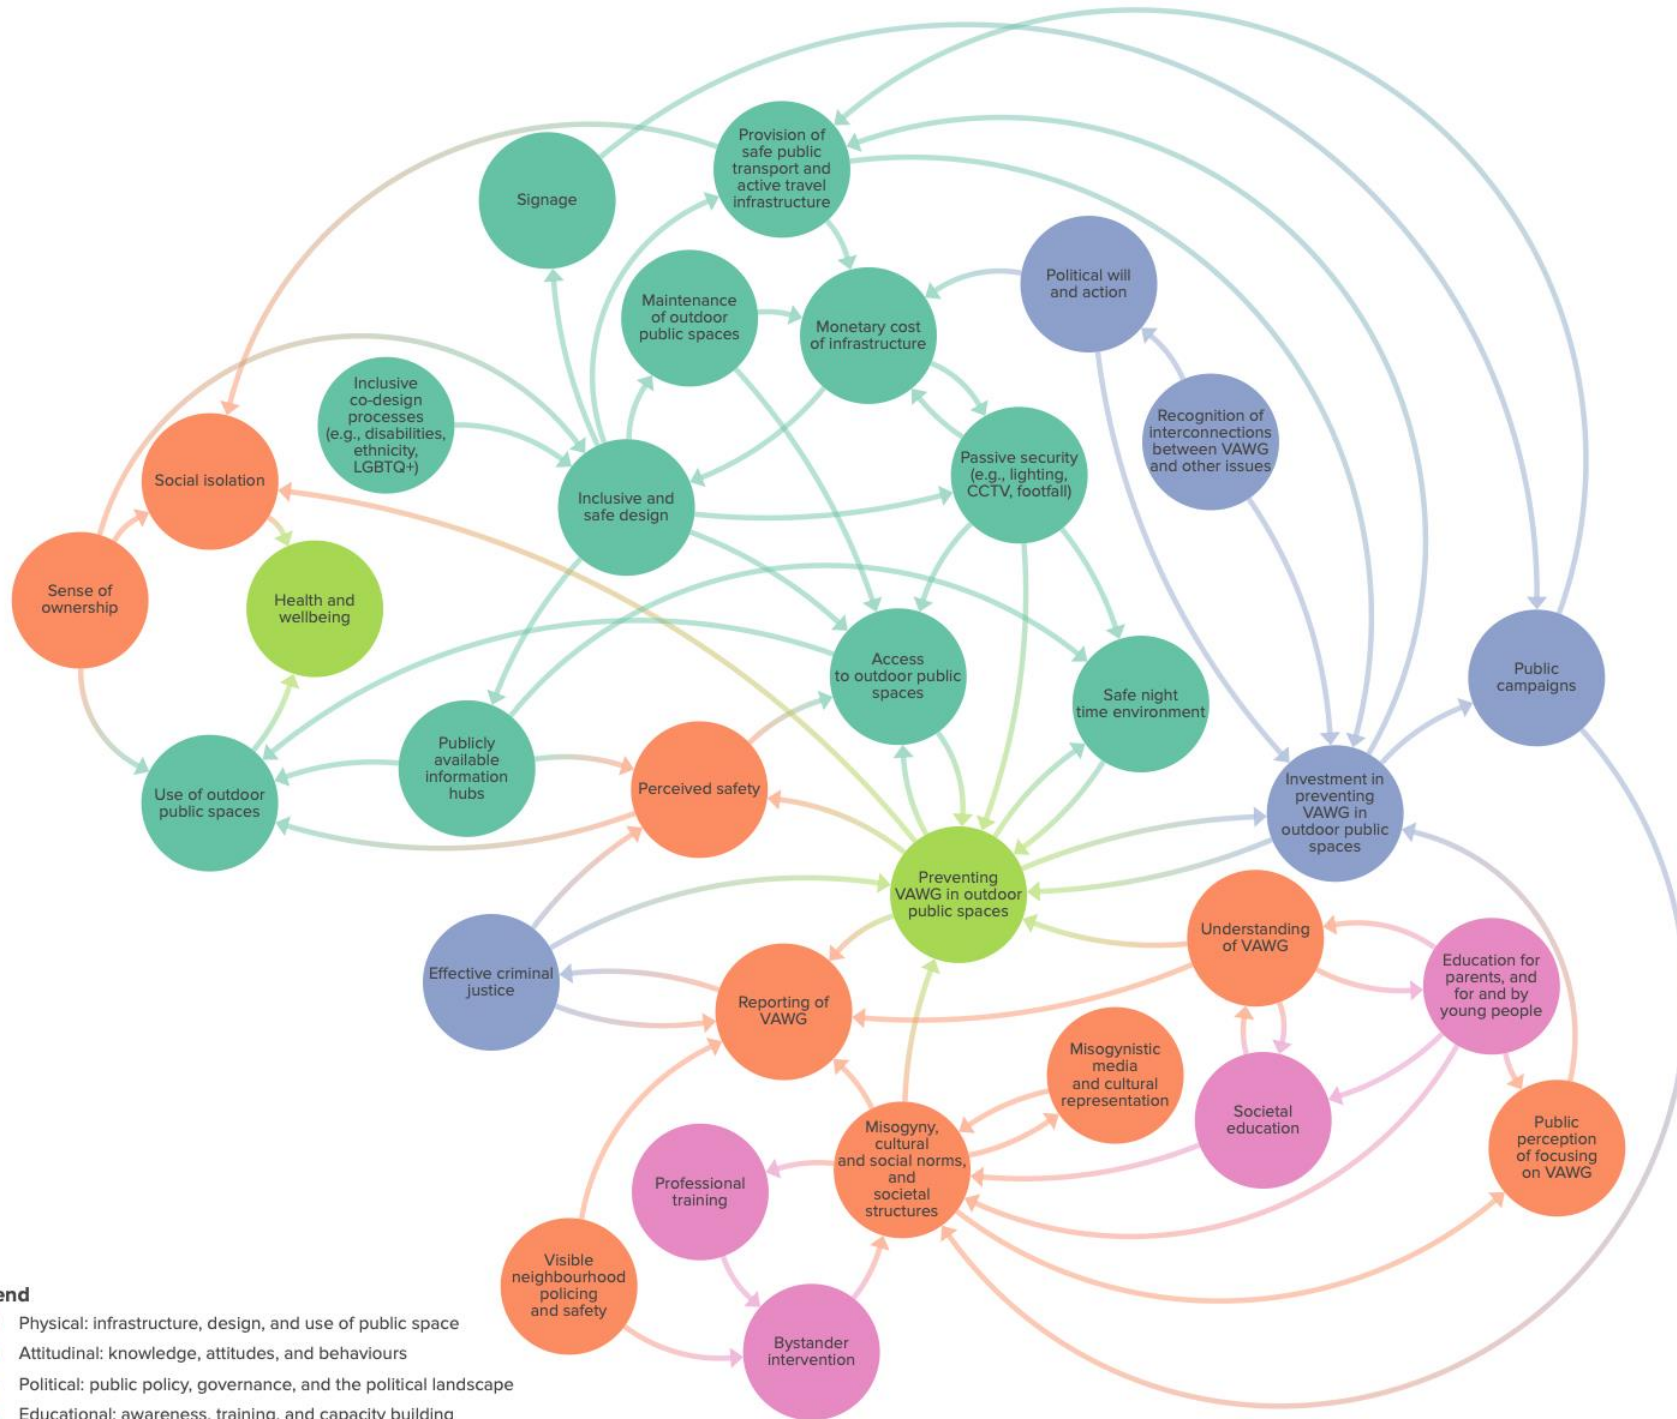 Provision of
safe public
transport and
active travel
infrastructure
Signage
Political will
and action
Maintenance
of outdoor
public spaces
Monetary cost
of infrastructure
Inclusive
co-design
processes
(e.g., disabilities,
ethnicity,
LGBTQ+)
Recognition of
interconnections
between VAWG
and other issues
Passive security
(e.g., lighting,
CCTV, footfall)
Social isolation
Inclusive and
safe design
Sense of
ownership
Health and
wellbeing
Access
to outdoor public
spaces
Public
campaigns
Safe night
time environment
Publicly
available
information
hubs
Perceived safety
Use of outdoor
public spaces
Investment in
preventing
VAWG in
outdoor public
spaces
Preventing
VAWG in outdoor
public spaces
Understanding
of VAWG
Effective criminal
justice
Education for
parents, and
for and by
young people
Reporting of
VAWG
Misogynistic
media
and cultural
representation
Societal
education
Public
perception
of focusing
on VAWG
Misogyny,
cultural
and social norms,
and
societal
structures
Professional
training
Visible
neighbourhood
policing
and safety
Bystander
intervention
end
Physical: infrastructure, design, and use of public space
Attitudinal: knowledge, attitudes, and behaviours
Political: public policy, governance, and the political landscape
Educational: awareness, training, and capacity building